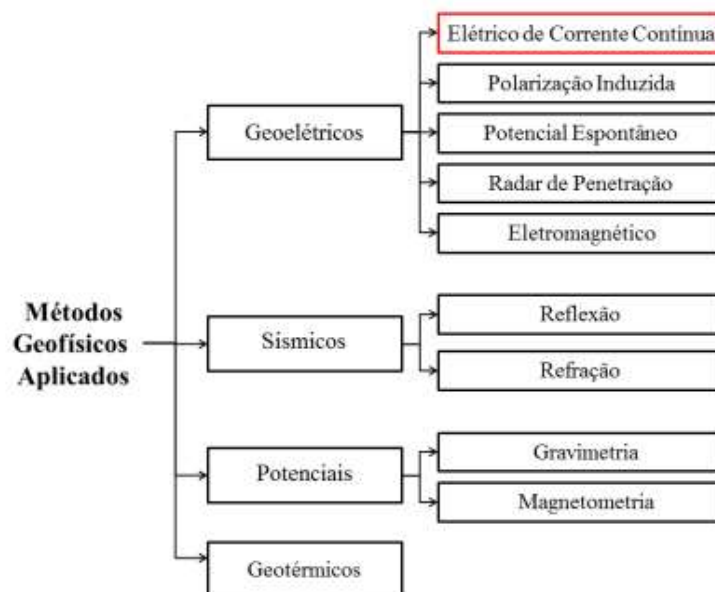 Métodos
Geofísicos
Aplicados
Geoelétricos
Elétrico de Corrente Contínua
Polarização Induzida
Potencial Espontâneo
Radar de Penetração
Eletromagnético
Sísmicos
Reflexão
Refração
Potenciais
Gravimetria
Magnetometria
Geotérmicos